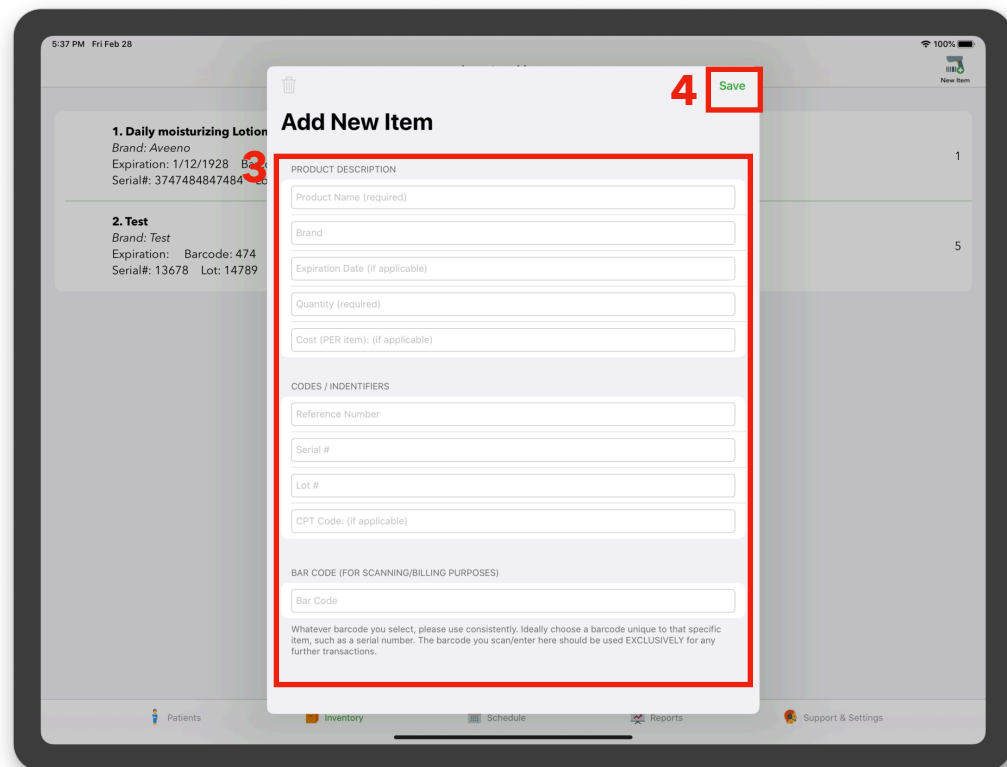 5:37 PM Fri Feb 28
100%
New Item
4
Save
Add New Item
1. Daily moisturizing Lotion
Brand: Aveeno
Expiration: 1/12/1928
Serial#: 3747484847484
1
2. Test
Brand: Test
Expiration: Barcode: 474
Serial#: 13678 Lot: 14789
5
3
PRODUCT DESCRIPTION
Product Name (required)
Brand
Expiration Date (if applicable)
Quantity (required)
Cost (PER item): (if applicable)
CODES / INDENTIFIERS
Reference Number
Serial #
Lot #
CPT Code: (if applicable)
BAR CODE (FOR SCANNING/BILLING PURPOSES)
Bar Code
Whatever barcode you select, please use consistently. Ideally choose a barcode unique to that specific
item, such as a serial number. The barcode you scan/enter here should be used EXCLUSIVELY for any
further transactions.
Patients
Inventory
Schedule
Reports
Support & Settings